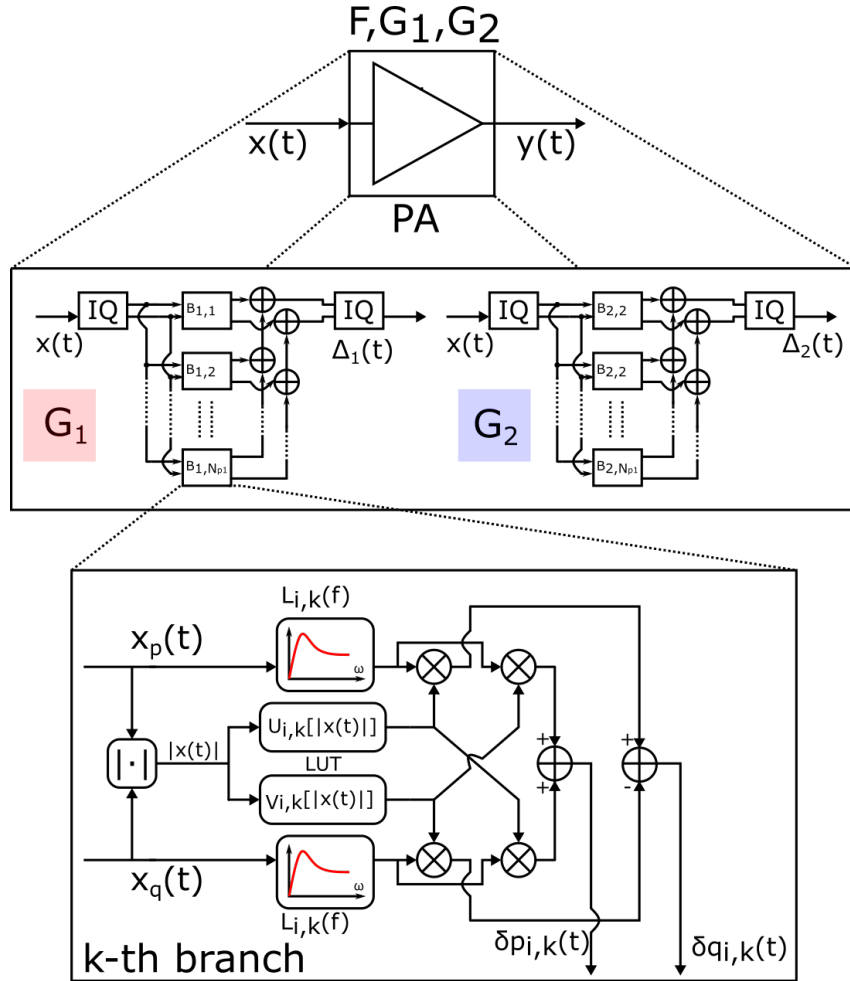 F,G₁,G₂
x(t)
y(t)
PA
IQ
B₁,₁
IQ
IQ
B₂,₂
IQ
x(t)
Δ₁(t)
x(t)
Δ₂(t)
B₁,₂
B₂,₂
G₁
G₂
B₁,Nₚ₁
B₂,Nₚ₁
Lᵢ,ₖ(f)
xₚ(t)
ω
|·|
|x(t)|
Uᵢ,ₖ[|x(t)|]
LUT
Vᵢ,ₖ[|x(t)|]
+
+
+
-
x_q(t)
ω
Lᵢ,ₖ(f)
δpᵢ,ₖ(t)
δqᵢ,ₖ(t)
k-th branch